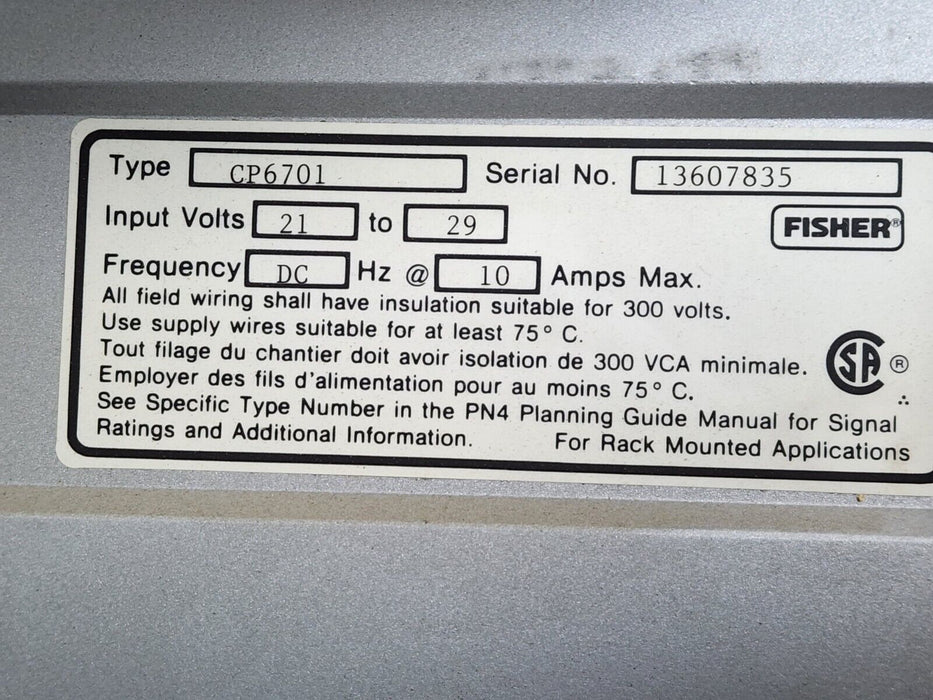 Type CP6701 Serial No. 13607835
Input Volts 21 to 29 FISHER®
Frequency DC Hz @ 10 Amps Max.
All field wiring shall have insulation suitable for 300 volts.
Use supply wires suitable for at least 75° C.
Tout filage du chantier doit avoir isolation de 300 VCA minimale.
SA ®
Employer des fils d'alimentation pour au moins 75° C.
See Specific Type Number in the PN4 Planning Guide Manual for Signal
Ratings and Additional Information. For Rack Mounted Applications